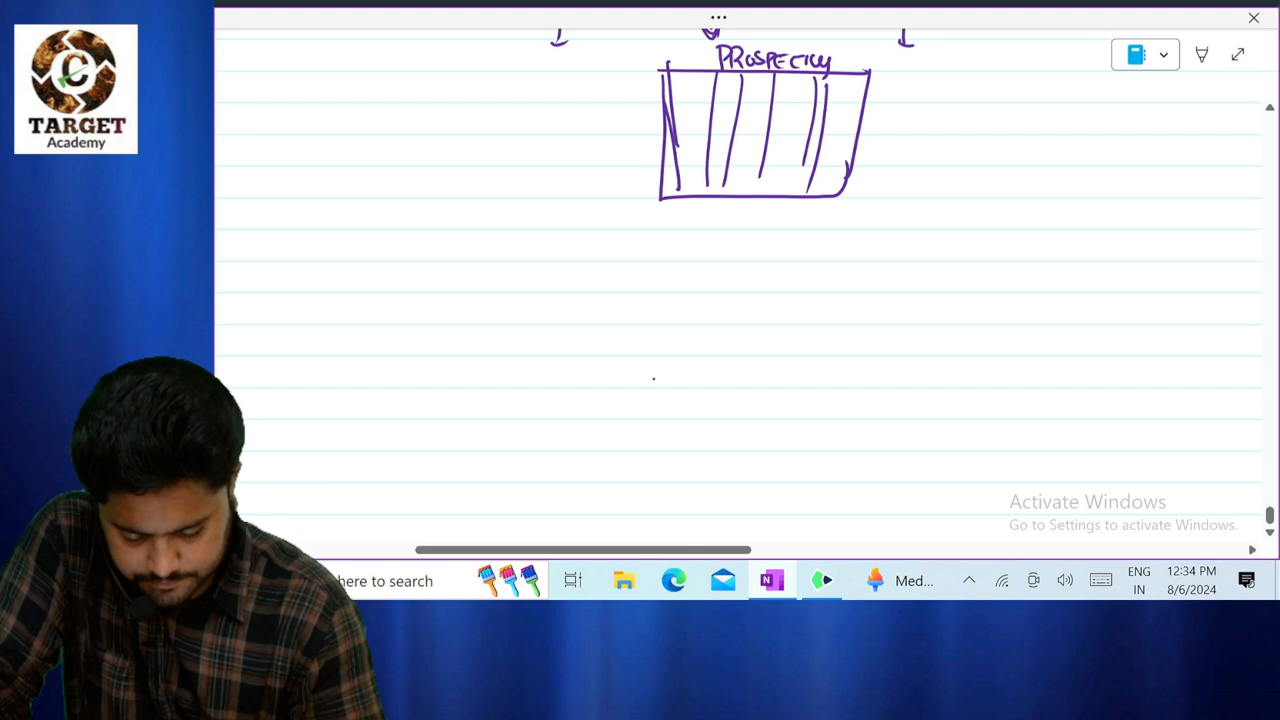 TARGET
Academy
PROSPECTUS
Activate Windows
Go to Settings to activate Windows.
here to search
Med...
ENG
IN
12:34 PM
8/6/2024